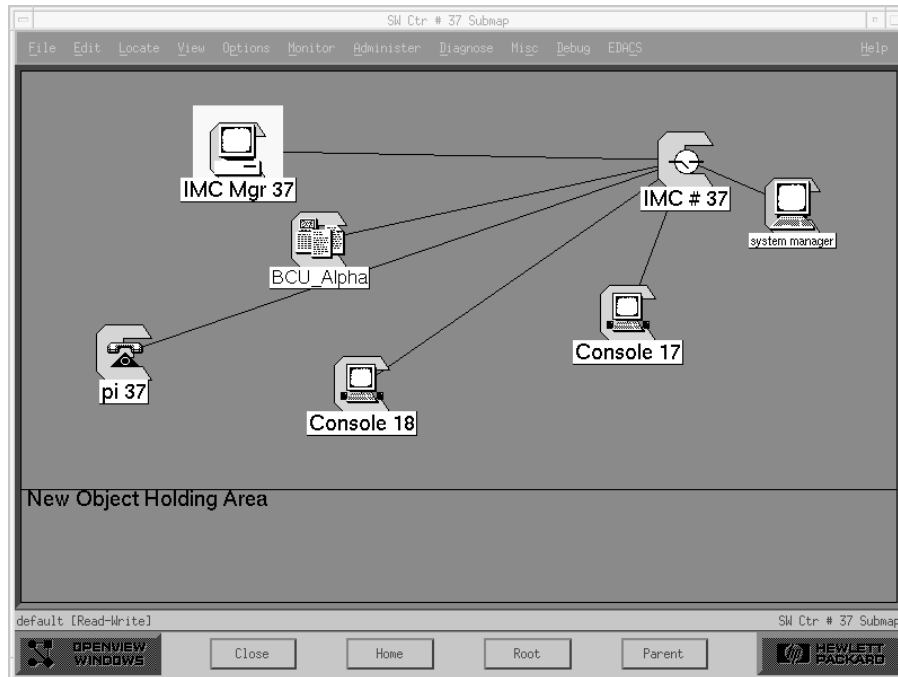 SW Ctr # 37 Submap
File Edit Locate View Options Monitor Administer Diagnose Misc Debug EDACS Help
IMC Mgr 37
IMC # 37
system manager
BCU_Alpha
Console 17
pi 37
Console 18
New Object Holding Area
default [Read-Write] SW Ctr # 37 Submap
OPENVIEW
WINDOWS
Close Home Root Parent
hp HEWLETT
PACKARD